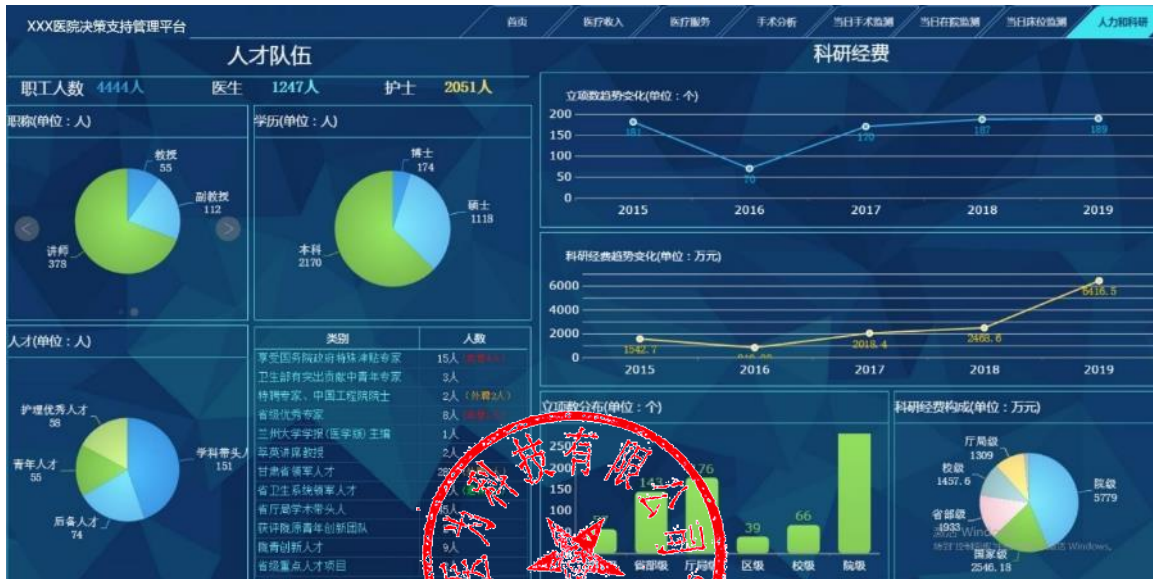 XXX医院决策支持管理平台
首页 医疗收入 医疗服务 手术分析 当日手术监测 当日在院监测 当日床位监测 人力和科研
人才队伍
职工人数 4444人 医生 1247人 护士 2051人
职称(单位：人)
教授
55
副教授
112
讲师
378
学历(单位：人)
博士
174
硕士
1118
本科
2170
人才(单位：人)
护理优秀人才
58
学科带头人
151
青年人才
55
后备人才
74
类别 人数
享受国务院政府特殊津贴专家 15人
卫生部有突出贡献中青年专家 3人
特聘专家、中国工程院院士 2人 (外聘2人)
省级优秀专家 8人
兰州大学学报(医学版)主编 1人
萃英讲席教授 2人
甘肃省领军人才
省卫生系统领军人才
省厅局学术带头人
获评陇原青年创新团队
陇青创新人才 9人
省级重点人才项目
科研经费
立项数趋势变化(单位：个)
200
150
100
50
0
181 70 170 187 189
2015 2016 2017 2018 2019
科研经费趋势变化(单位：万元)
6000
4000
2000
0
1542.7 2018.4 2468.6 6416.5
2015 2016 2017 2018 2019
立项数分布(单位：个)
250
200
150
100
39 66
省部级 厅局级 区级 校级 院级
科研经费构成(单位：万元)
厅局级
1309
校级
1457.6
院级
5779
省部级
1933
国家级
2546.18